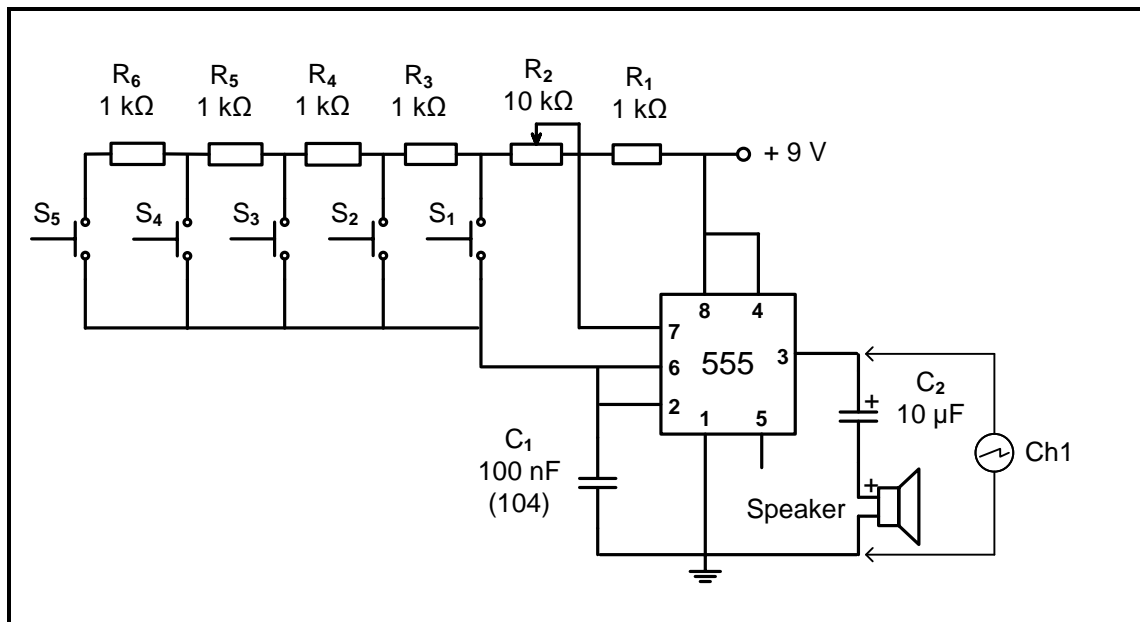 R6
1 kΩ
R5
1 kΩ
R4
1 kΩ
R3
1 kΩ
R2
10 kΩ
R1
1 kΩ
+ 9 V
S5
S4
S3
S2
S1
8
4
7
6
555
3
2
1
5
C1
100 nF
(104)
C2
10 µF
+
+
Speaker
Ch1